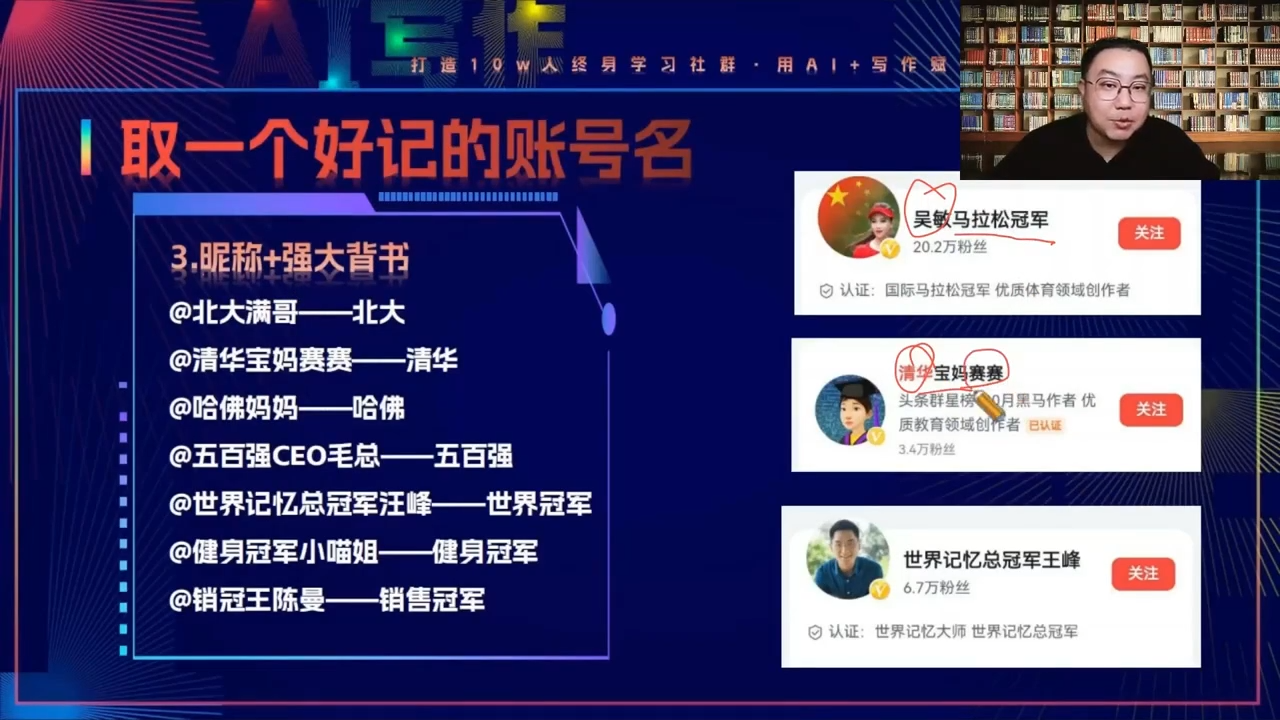 AI写作
打造10w人终身学习社群·用AI+写作赋
取一个好记的账号名
3.昵称+强大背书
@北大满哥——北大
@清华宝妈赛赛——清华
@哈佛妈妈——哈佛
@五百强CEO毛总——五百强
@世界记忆总冠军汪峰——世界冠军
@健身冠军小喵姐——健身冠军
@销冠王陈曼——销售冠军
吴敏马拉松冠军
20.2万粉丝
关注
认证：国际马拉松冠军 优质体育领域创作者
清华宝妈赛赛
头条群星榜 0月黑马作者 优
质教育领域创作者 已认证
3.4万粉丝
关注
世界记忆总冠军王峰
6.7万粉丝
关注
认证：世界记忆大师 世界记忆总冠军